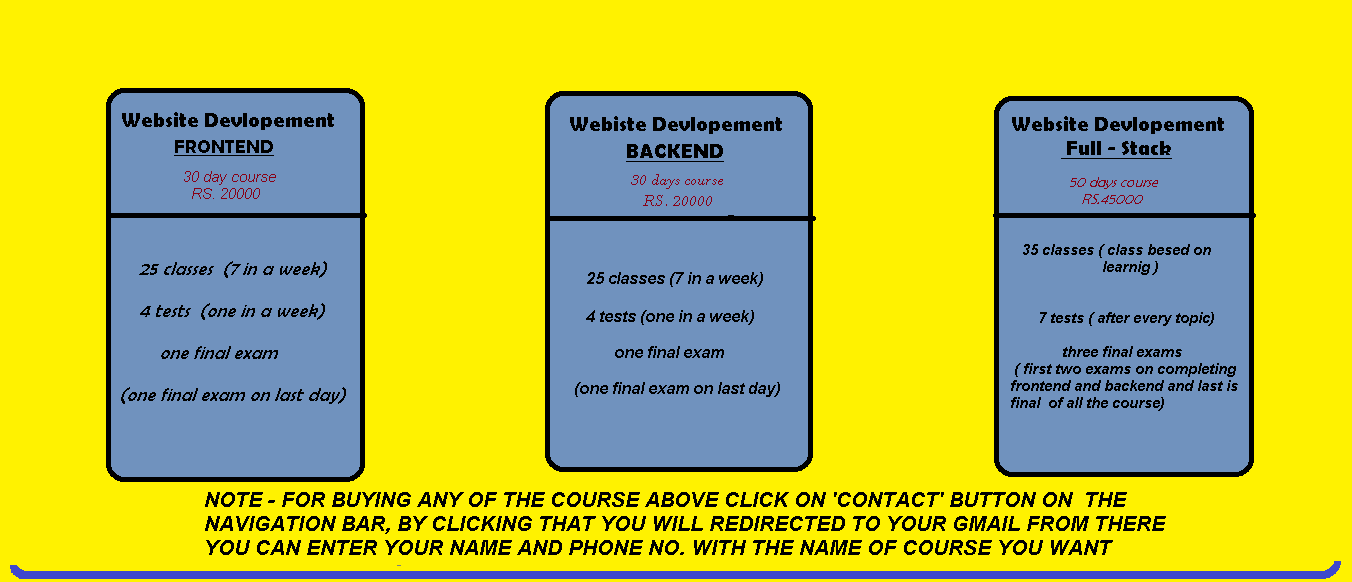 Website Devlopement
FRONTEND
30 day course
RS. 20000
25 classes (7 in a week)
4 tests (one in a week)
one final exam
(one final exam on last day)
Webiste Devlopement
BACKEND
30 days course
RS. 20000
25 classes (7 in a week)
4 tests (one in a week)
one final exam
(one final exam on last day)
Website Devlopement
Full - Stack
50 days course
RS.45000
35 classes ( class besed on
learnig )
7 tests ( after every topic)
three final exams
( first two exams on completing
frontend and backend and last is
final of all the course)
NOTE - FOR BUYING ANY OF THE COURSE ABOVE CLICK ON 'CONTACT' BUTTON ON THE
NAVIGATION BAR, BY CLICKING THAT YOU WILL REDIRECTED TO YOUR GMAIL FROM THERE
YOU CAN ENTER YOUR NAME AND PHONE NO. WITH THE NAME OF COURSE YOU WANT